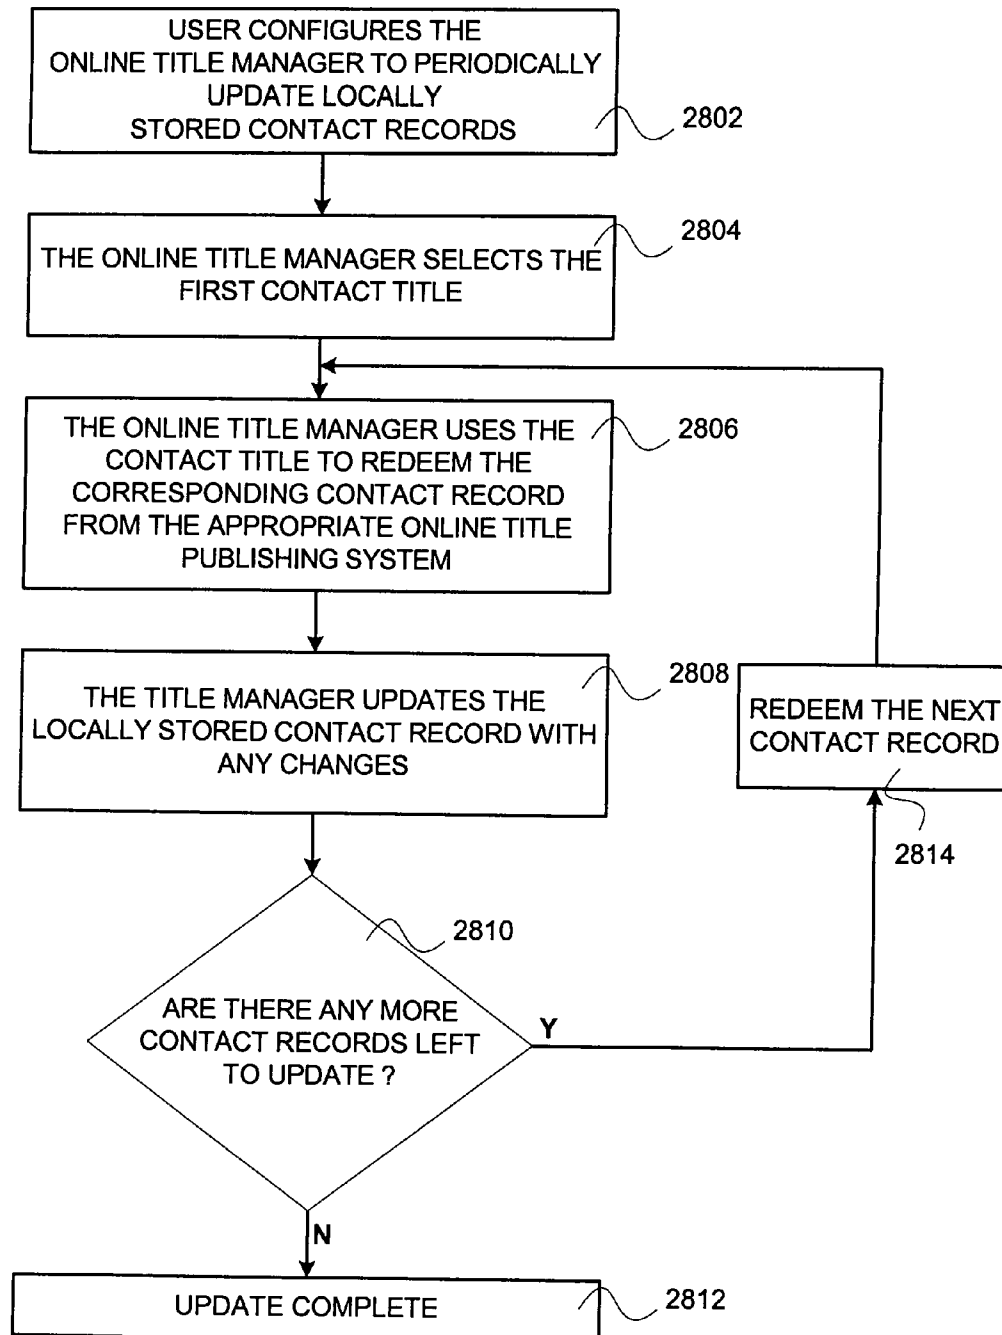 USER CONFIGURES THE
ONLINE TITLE MANAGER TO PERIODICALLY
UPDATE LOCALLY
STORED CONTACT RECORDS
2802
2804
THE ONLINE TITLE MANAGER SELECTS THE
FIRST CONTACT TITLE
THE ONLINE TITLE MANAGER USES THE
CONTACT TITLE TO REDEEM THE
CORRESPONDING CONTACT RECORD
FROM THE APPROPRIATE ONLINE TITLE
PUBLISHING SYSTEM
2806
THE TITLE MANAGER UPDATES THE
LOCALLY STORED CONTACT RECORD WITH
ANY CHANGES
2808
REDEEM THE NEXT
CONTACT RECORD
2814
2810
ARE THERE ANY MORE
CONTACT RECORDS LEFT
TO UPDATE ?
Y
N
UPDATE COMPLETE
2812